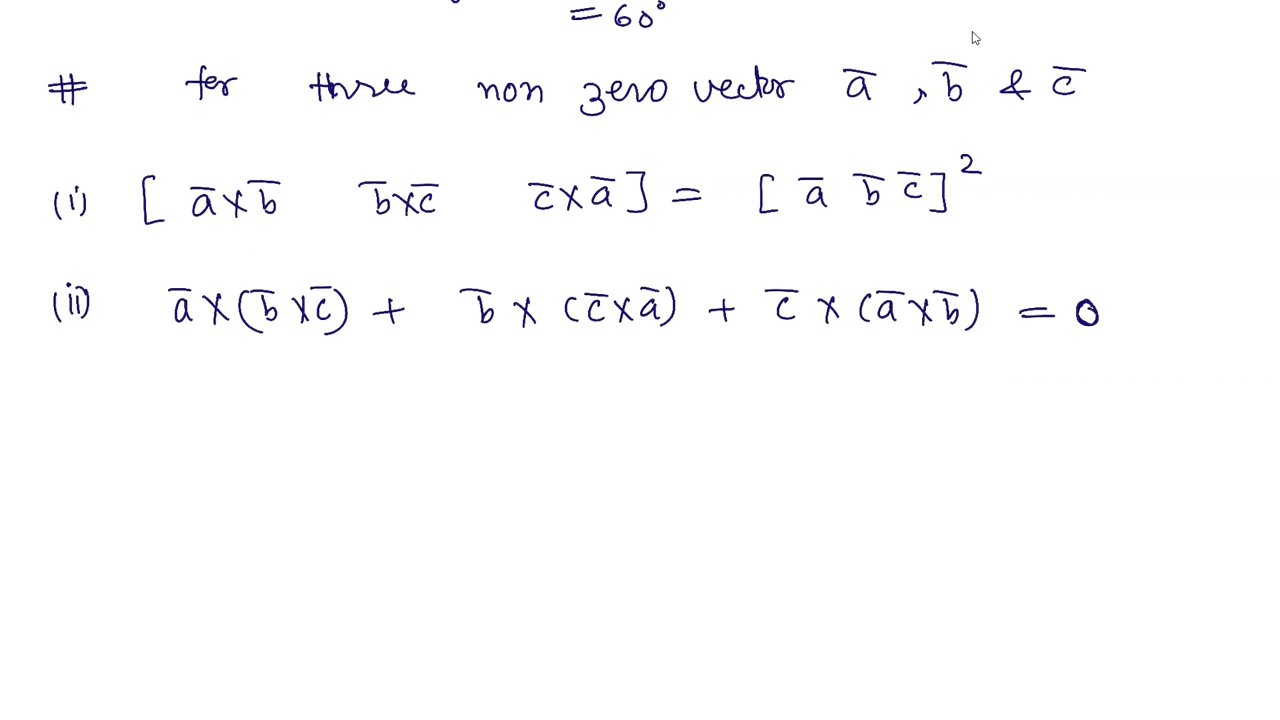 = 60°
# for three non zero vector a̅ , b̅ & c̅
(i) [ a̅×b̅ b̅×c̅ c̅×a̅ ] = [ a̅ b̅ c̅ ]²
(ii) a̅ × (b̅ × c̅) + b̅ × (c̅ × a̅) + c̅ × (a̅ × b̅) = 0